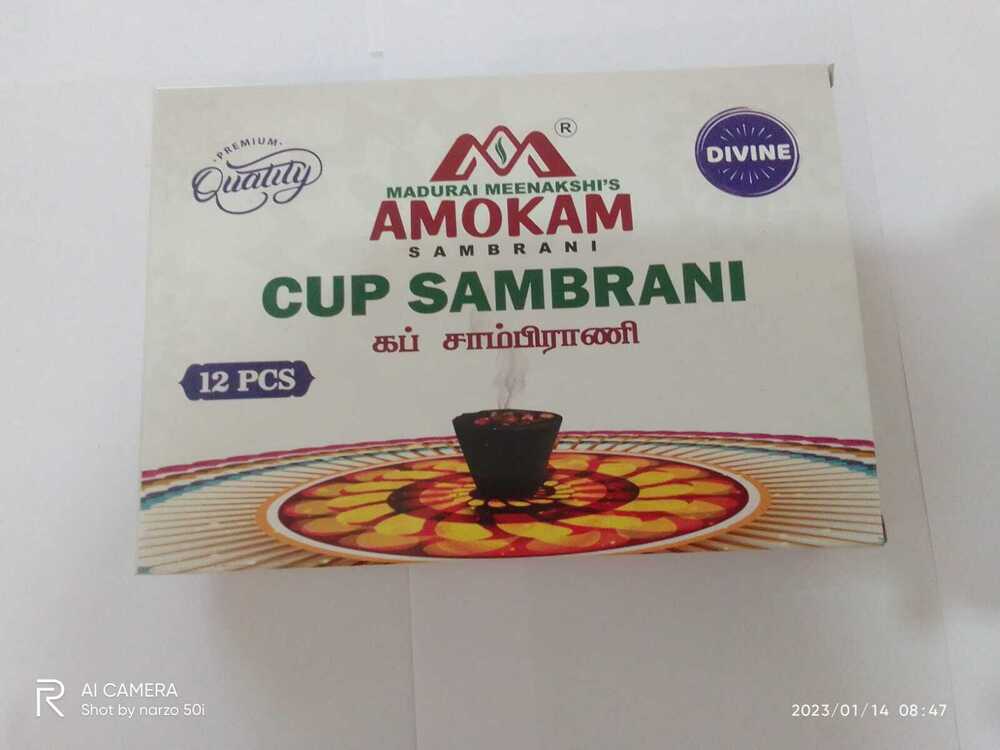 PREMIUM
Quality
®
DIVINE
MADURAI MEENAKSHI'S
AMOKAM
SAMBRANI
CUP SAMBRANI
கப் சாம்பிராணி
12 PCS
AI CAMERA
Shot by narzo 50i
2023/01/14 08:47